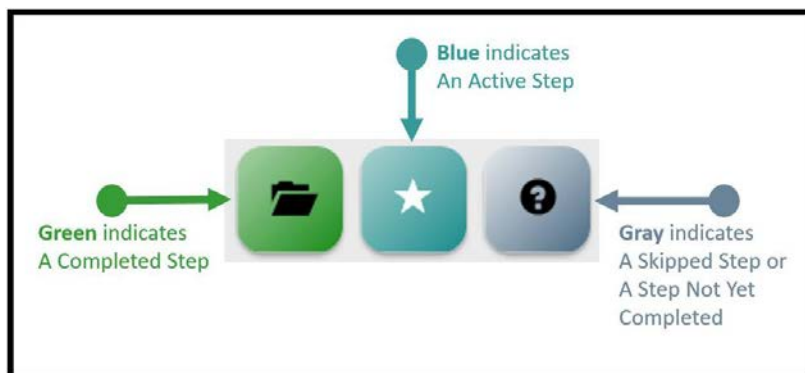 Blue indicates
An Active Step
Green indicates
A Completed Step
Gray indicates
A Skipped Step or
A Step Not Yet
Completed